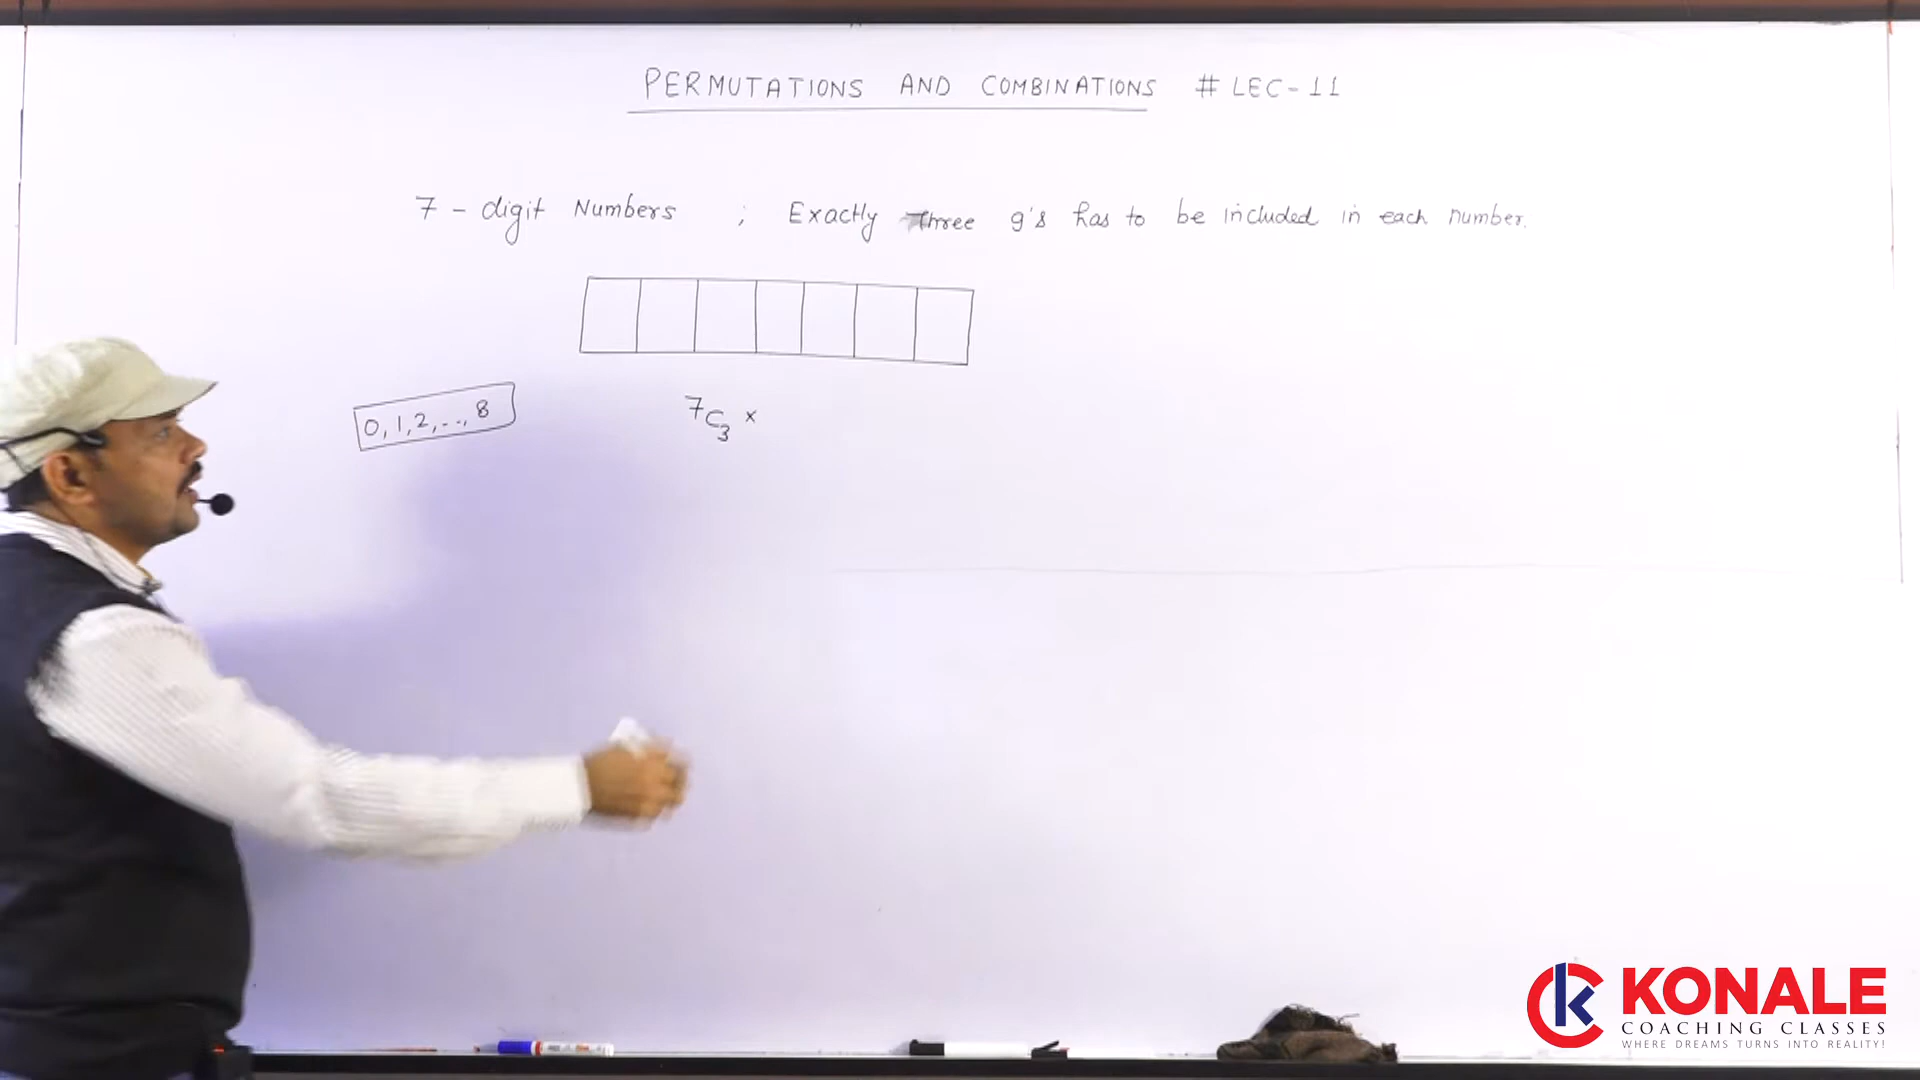 PERMUTATIONS AND COMBINATIONS # LEC-11
7 - digit Numbers ; Exactly Three 9's has to be included in each number.
0, 1, 2, --, 8
⁷C₃ ×
KONALE
COACHING CLASSES
WHERE DREAMS TURNS INTO REALITY!